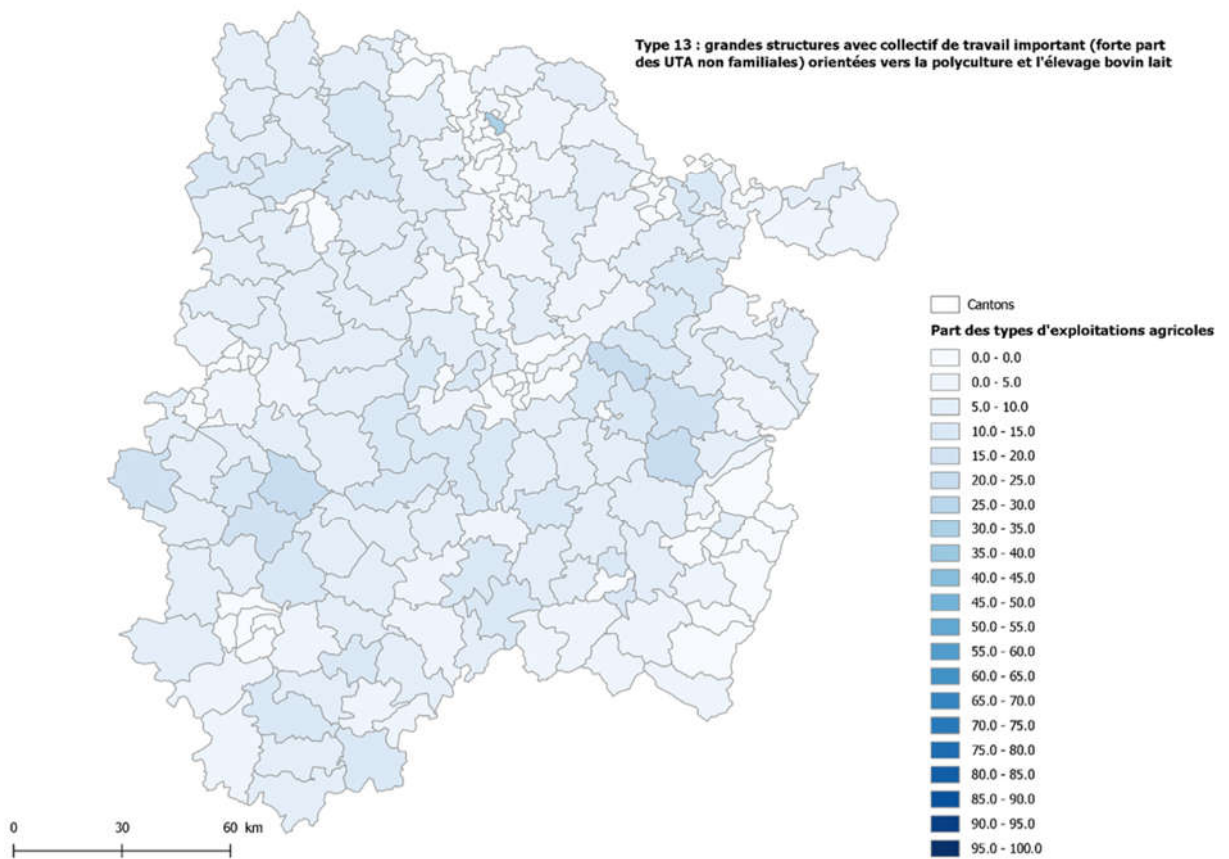 Type 13 : grandes structures avec collectif de travail important (forte part
des UTA non familiales) orientées vers la polyculture et l'élevage bovin lait
Cantons
Part des types d'exploitations agricoles
0.0 - 0.0
0.0 - 5.0
5.0 - 10.0
10.0 - 15.0
15.0 - 20.0
20.0 - 25.0
25.0 - 30.0
30.0 - 35.0
35.0 - 40.0
40.0 - 45.0
45.0 - 50.0
50.0 - 55.0
55.0 - 60.0
60.0 - 65.0
65.0 - 70.0
70.0 - 75.0
75.0 - 80.0
80.0 - 85.0
85.0 - 90.0
90.0 - 95.0
95.0 - 100.0
0 30 60 km